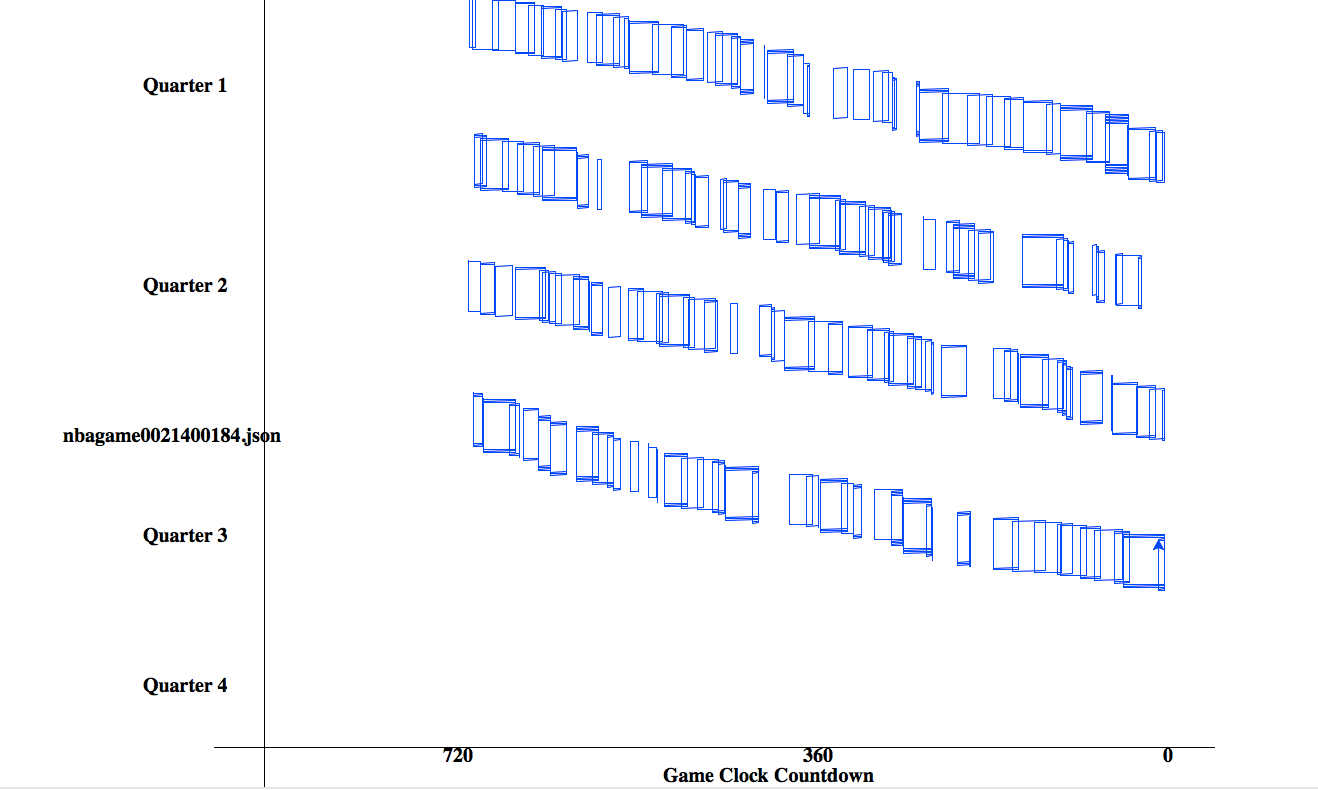 Quarter 1
Quarter 2
nbagame0021400184.json
Quarter 3
Quarter 4
720 360 0
Game Clock Countdown